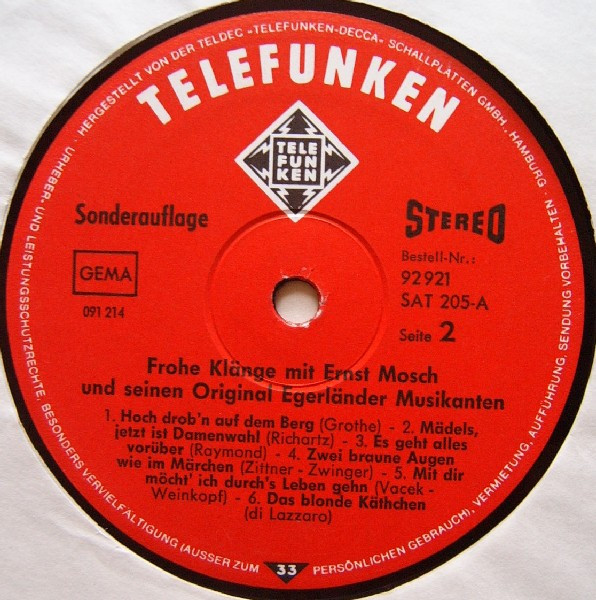 · HERGESTELLT VON DER TELDEC »TELEFUNKEN-DECCA« SCHALLPLATTEN GMBH., HAMBURG · URHEBER- UND LEISTUNGSSCHUTZRECHTE, BESONDERS VERVIELFÄLTIGUNG (AUSSER ZUM PERSÖNLICHEN GEBRAUCH), VERMIETUNG, AUFFÜHRUNG, SENDUNG VORBEHALTEN ·
TELEFUNKEN
TELE
FUN
KEN
Sonderauflage
STEREO
GEMA
091 214
Bestell-Nr.:
92 921
SAT 205-A
Seite 2
Frohe Klänge mit Ernst Mosch
und seinen Original Egerländer Musikanten
1. Hoch drob'n auf dem Berg (Grothe) - 2. Mädels,
jetzt ist Damenwahl (Richartz) - 3. Es geht alles
vorüber (Raymond) - 4. Zwei braune Augen
wie im Märchen (Zittner - Zwinger) - 5. Mit dir
möcht' ich durch's Leben gehn (Vacek -
Weinkopf) - 6. Das blonde Käthchen
(di Lazzaro)
33